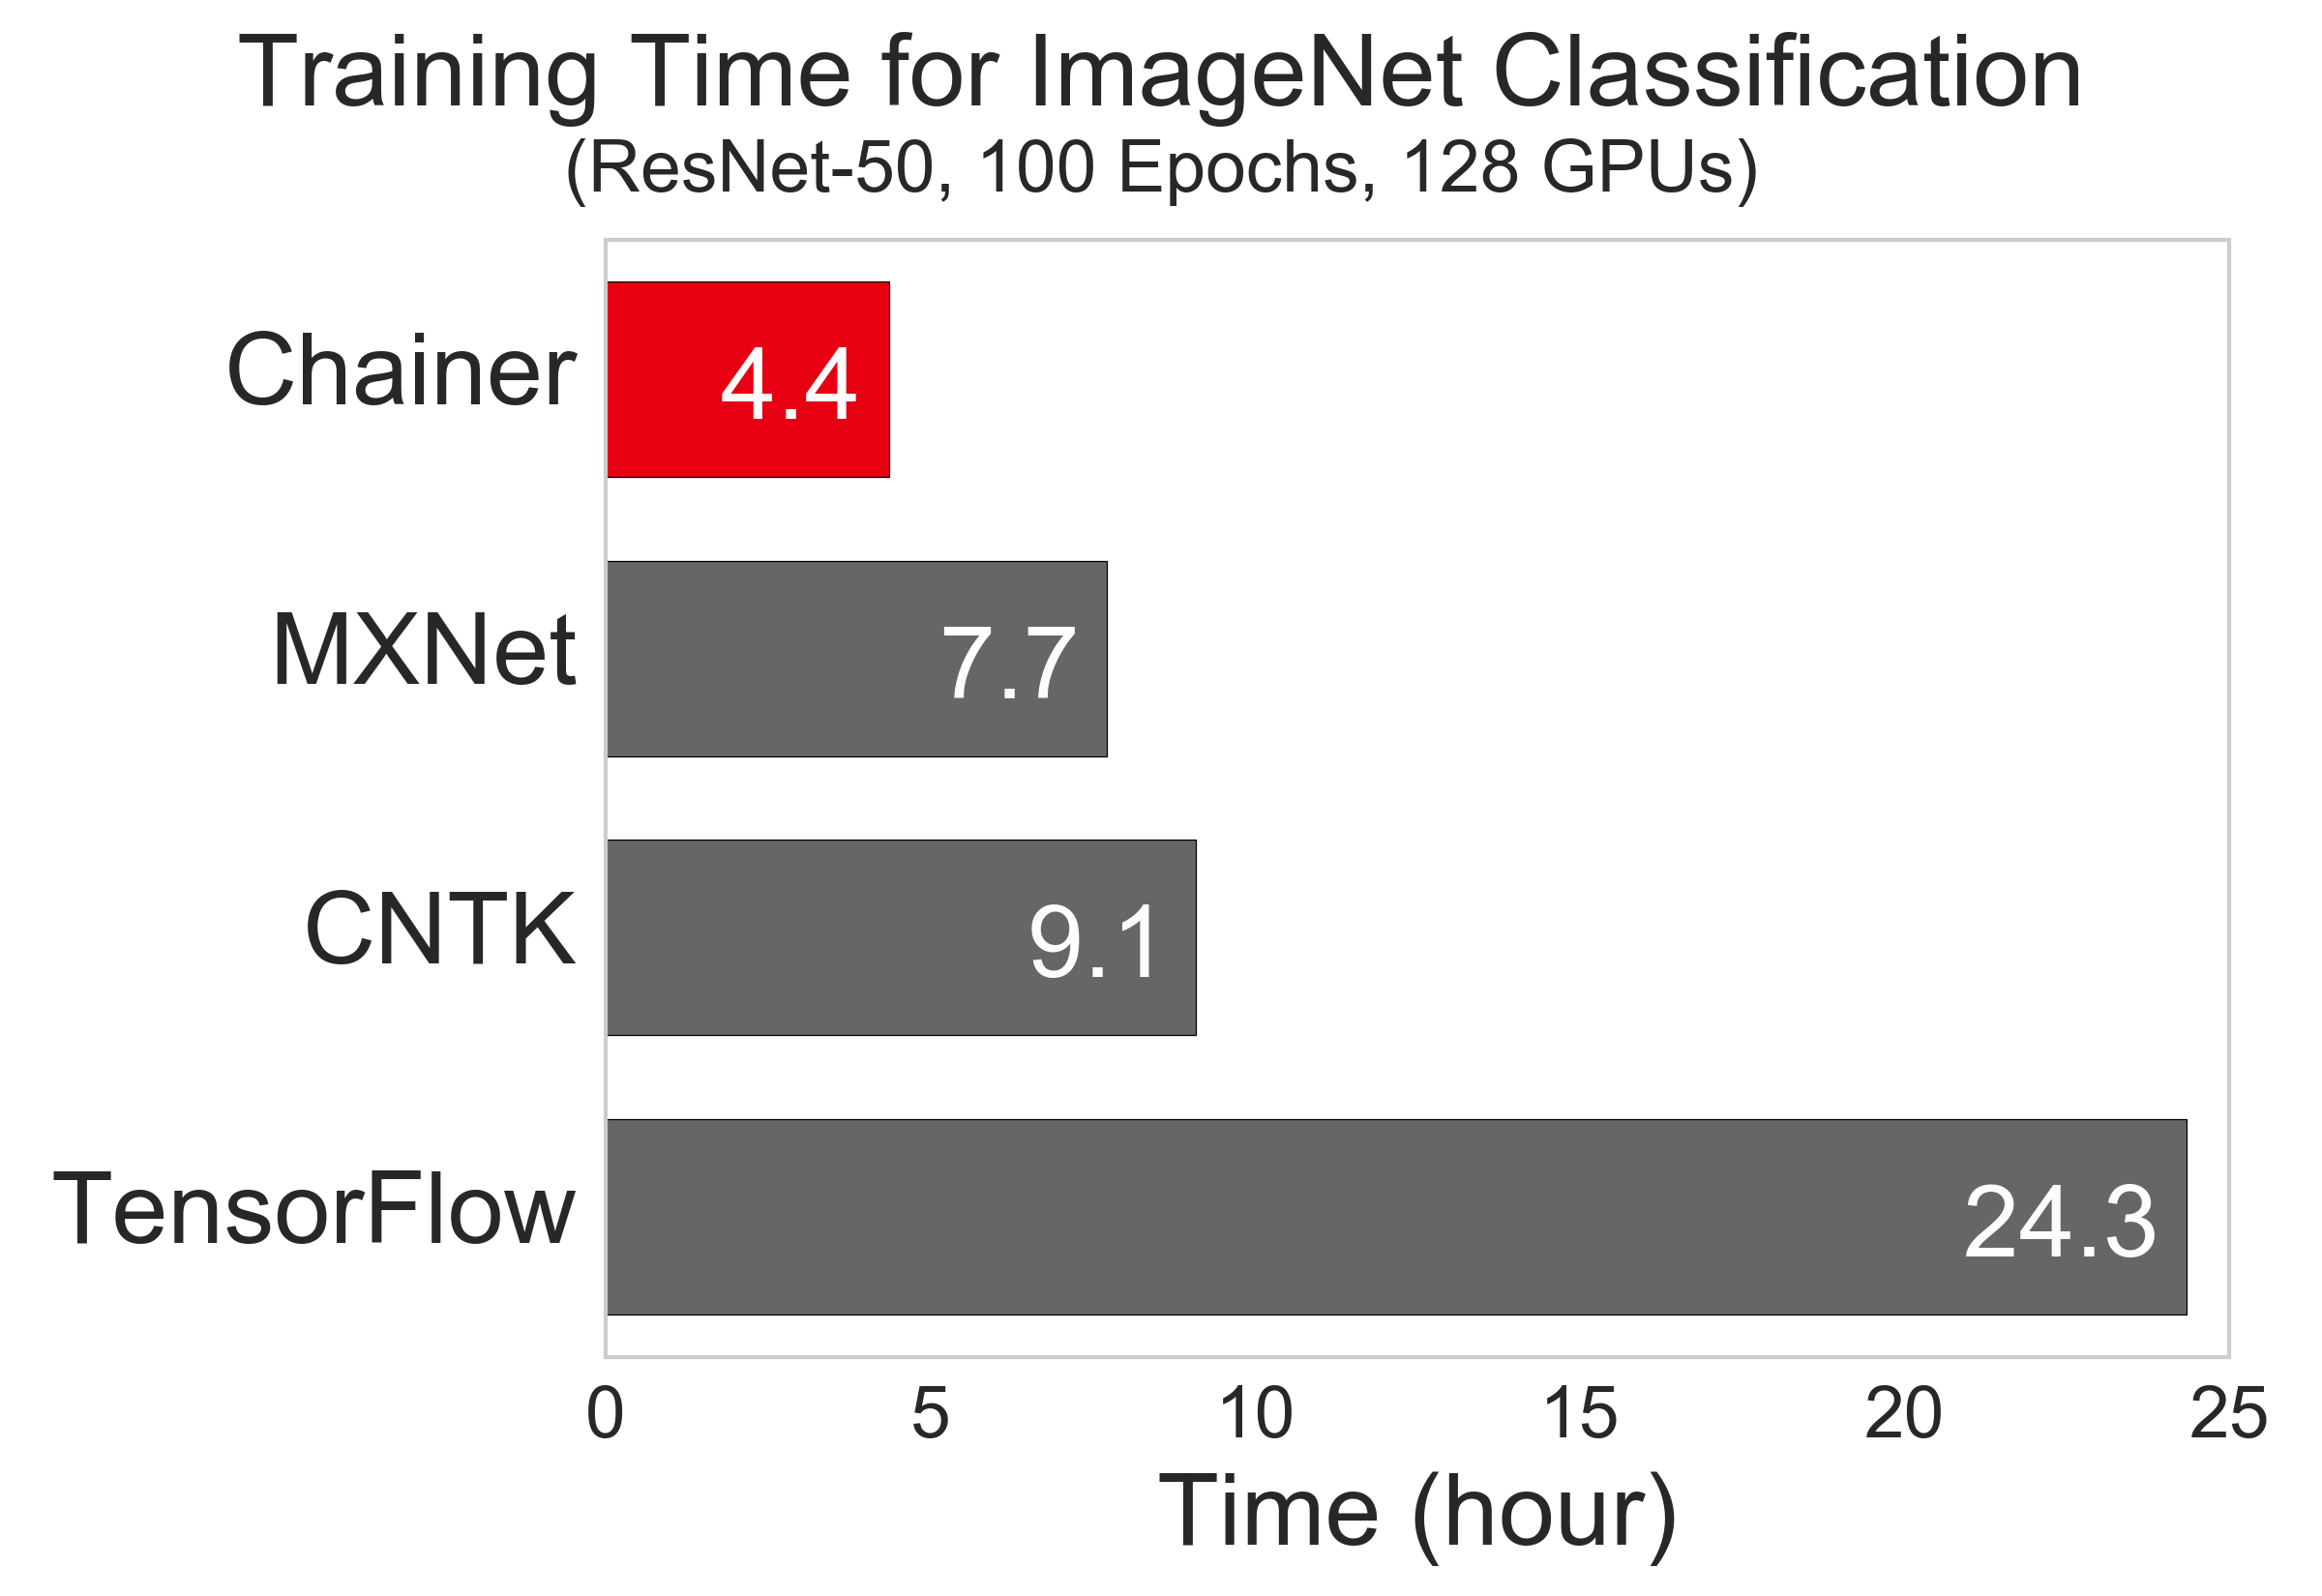 Training Time for ImageNet Classification
(ResNet-50, 100 Epochs, 128 GPUs)
Chainer 4.4
MXNet 7.7
CNTK 9.1
TensorFlow 24.3
0 5 10 15 20 25
Time (hour)